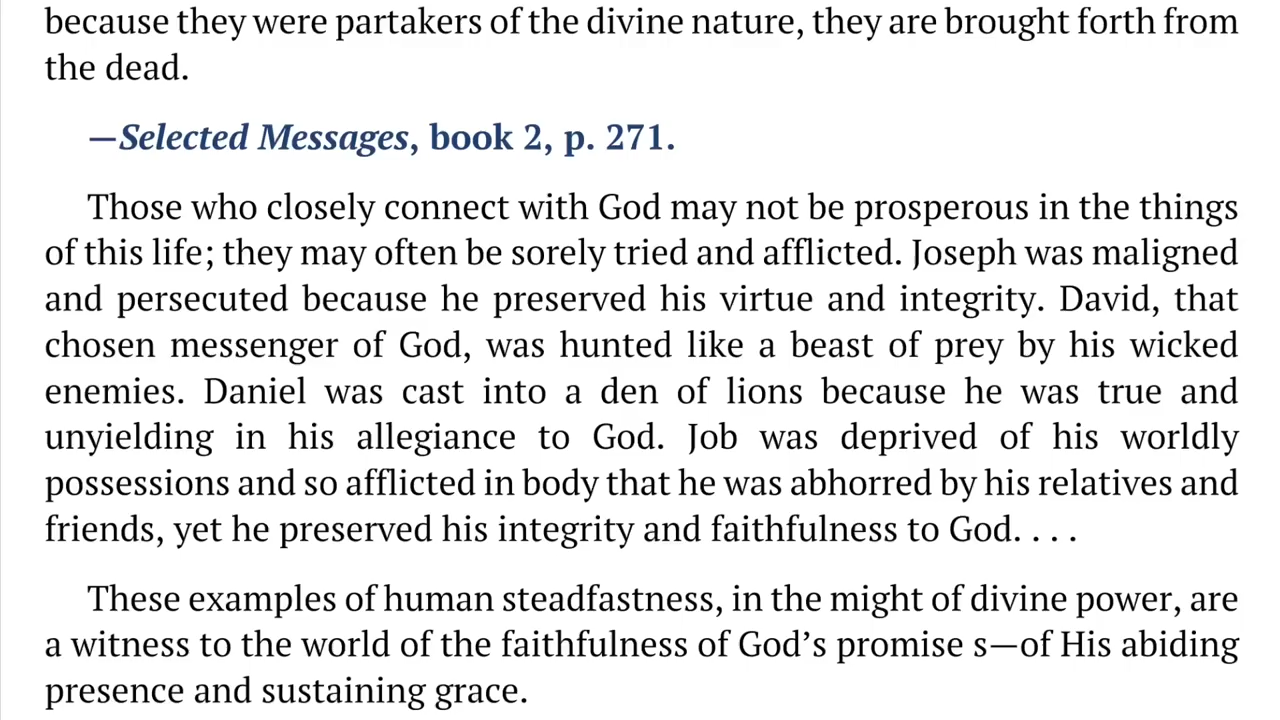 because they were partakers of the divine nature, they are brought forth from
the dead.
—Selected Messages, book 2, p. 271.
Those who closely connect with God may not be prosperous in the things
of this life; they may often be sorely tried and afflicted. Joseph was maligned
and persecuted because he preserved his virtue and integrity. David, that
chosen messenger of God, was hunted like a beast of prey by his wicked
enemies. Daniel was cast into a den of lions because he was true and
unyielding in his allegiance to God. Job was deprived of his worldly
possessions and so afflicted in body that he was abhorred by his relatives and
friends, yet he preserved his integrity and faithfulness to God. . . .
These examples of human steadfastness, in the might of divine power, are
a witness to the world of the faithfulness of God’s promise s—of His abiding
presence and sustaining grace.